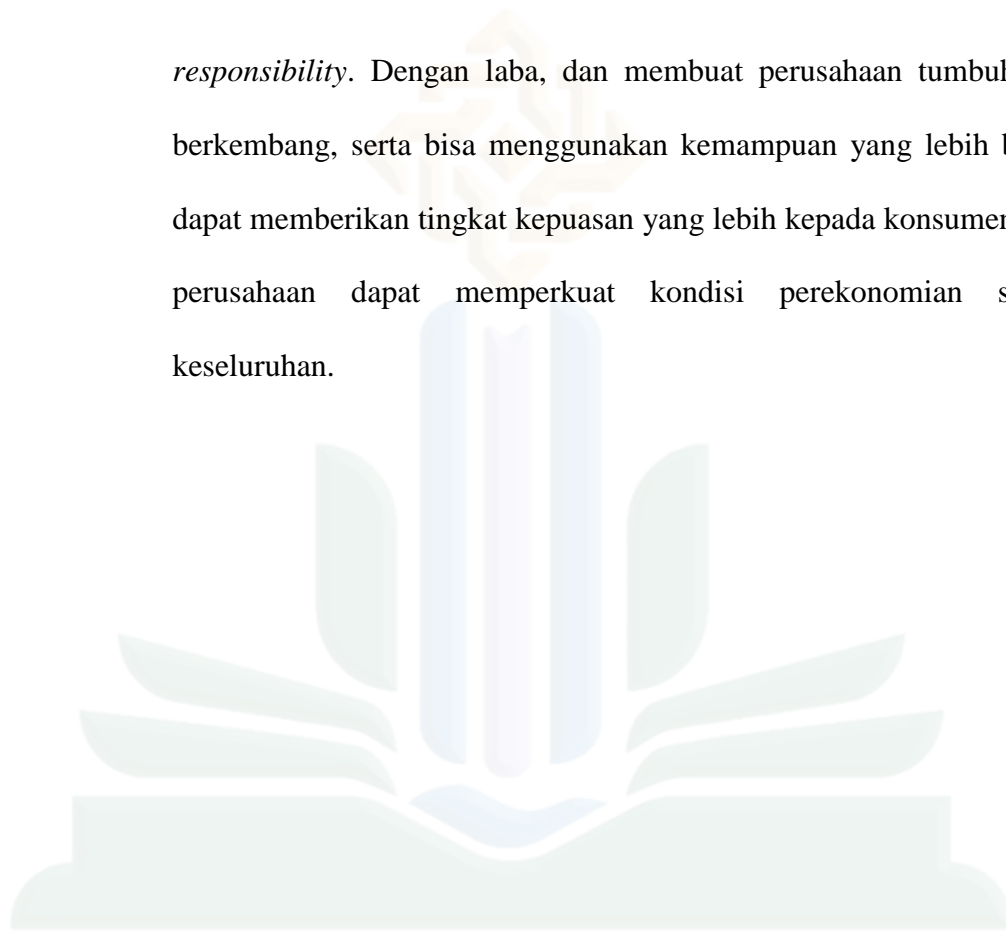 responsibility. Dengan laba, dan membuat perusahaan
berkembang, serta bisa menggunakan kemampuan yang lebih
dapat memberikan tingkat kepuasan yang lebih kepada
perusahaan dapat memperkuat kondisi perekonomian
keseluruhan.